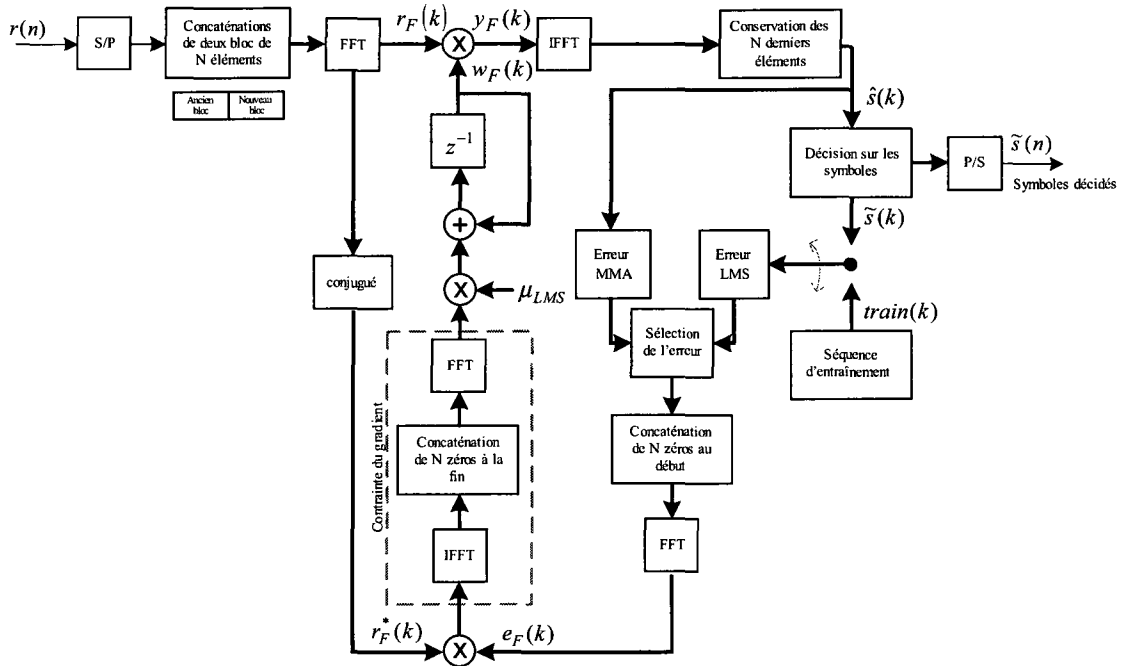 r(n)
S/P
Concaténations
de deux bloc de
N éléments
Ancien
bloc
Nouveau
bloc
FFT
r_F(k)
X
y_F(k)
w_F(k)
IFFT
Conservation des
N derniers
éléments
ŝ(k)
z^{-1}
Décision sur les
symboles
P/S
s̃(n)
Symboles décidés
s̃(k)
+
Erreur
MMA
Erreur
LMS
conjugué
X
μ_{LMS}
train(k)
Sélection
de l'erreur
Séquence
d'entraînement
Contrainte du gradient
FFT
Concaténation
de N zéros à la
fin
IFFT
Concaténation
de N zéros au
début
FFT
r_F^*(k)
X
e_F(k)